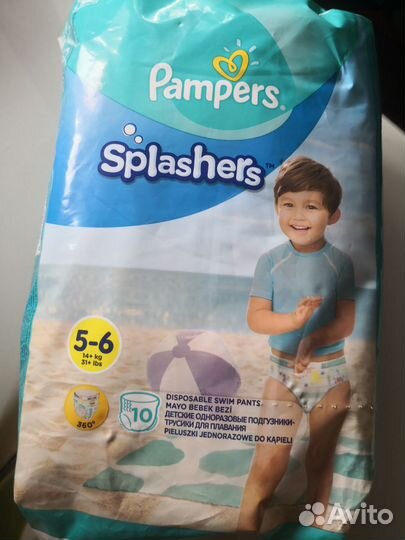 Pampers®
Splashers™
5-6
14+ kg
31+ lbs
360°
10
DISPOSABLE SWIM PANTS
MAYO BEBEK BEZİ
ДЕТСКИЕ ОДНОРАЗОВЫЕ ПОДГУЗНИКИ-
ТРУСИКИ ДЛЯ ПЛАВАНИЯ
PIELUSZKI JEDNORAZOWE DO KĄPIELI
Avito